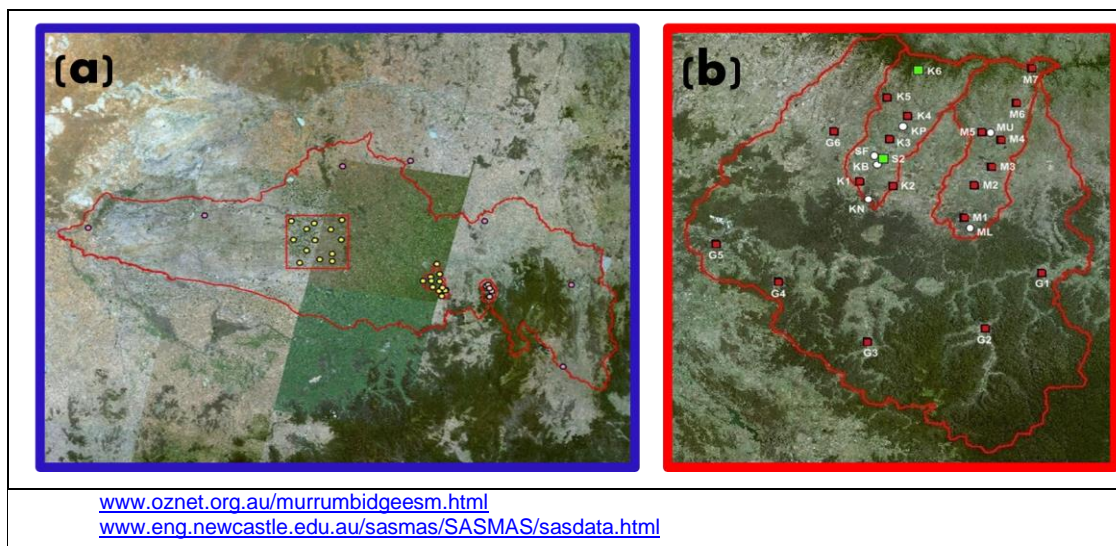 (a)
(b)
K6
M7
K5
M6
K4
KP
G6
M5
MU
M4
K3
SF
S2
KB
M3
K1
K2
M2
KN
M1
ML
G5
G1
G4
G2
G3
www.oznet.org.au/murrumbidgeesm.html
www.eng.newcastle.edu.au/sasmas/SASMAS/sasdata.html